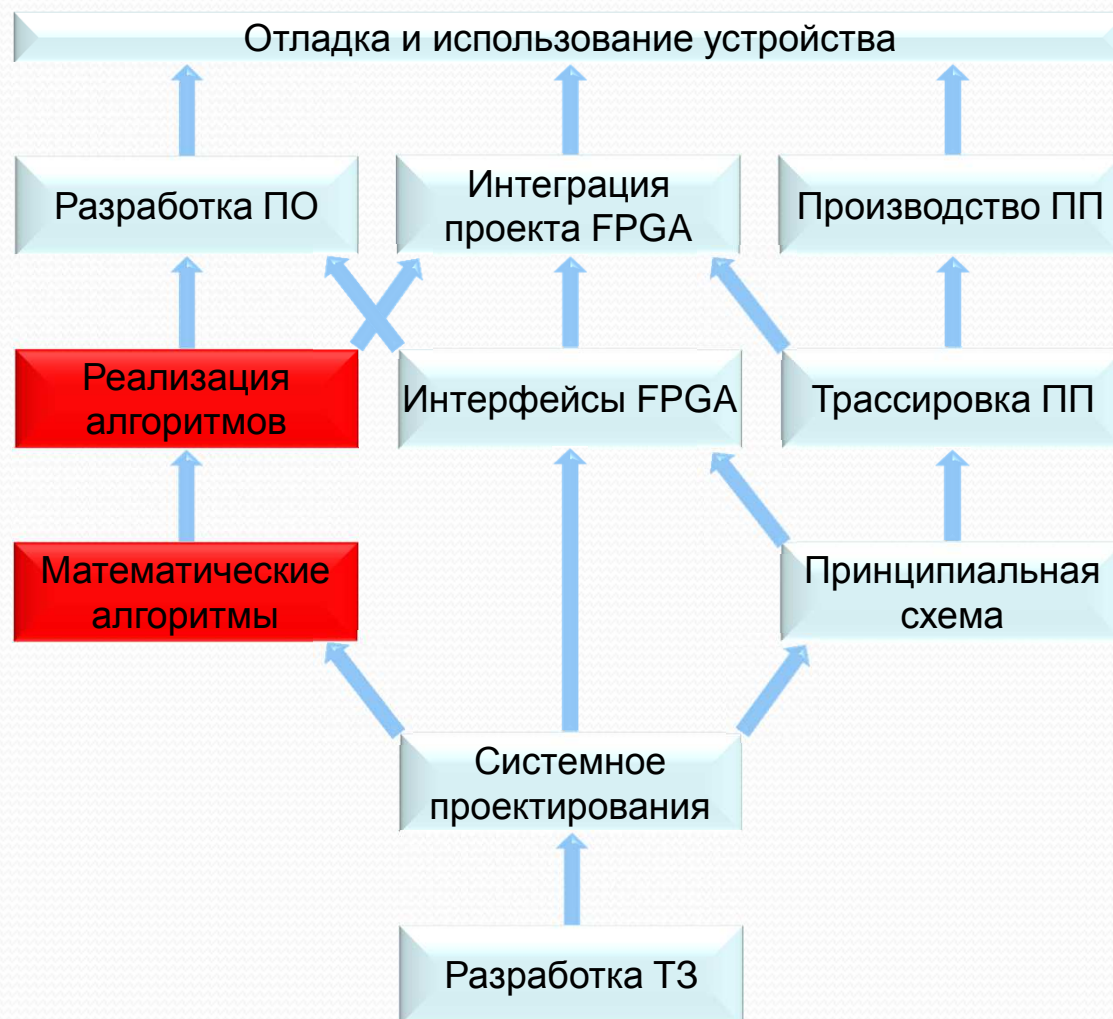 Отладка и использование устройства
Разработка ПО
Интеграция
проекта FPGA
Производство ПП
Реализация
алгоритмов
Интерфейсы FPGA
Трассировка ПП
Математические
алгоритмы
Принципиальная
схема
Системное
проектирования
Разработка ТЗ